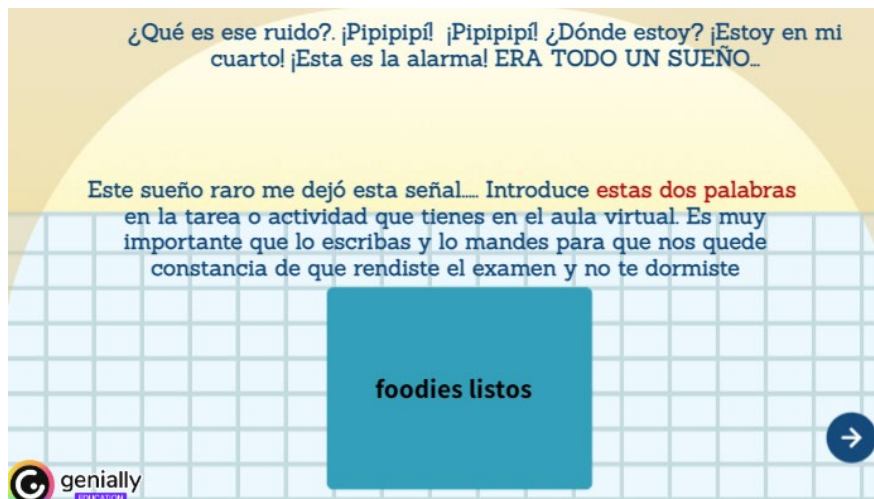 ¿Qué es ese ruido?. ¡Pipipipí! ¡Pipipipí! ¿Dónde estoy? ¡Estoy en mi
cuarto! ¡Esta es la alarma! ERA TODO UN SUEÑO...
Este sueño raro me dejó esta señal..... Introduce estas dos palabras
en la tarea o actividad que tienes en el aula virtual. Es muy
importante que lo escribas y lo mandes para que nos quede
constancia de que rendiste el examen y no te dormiste
foodies listos
genially
EDUCATION